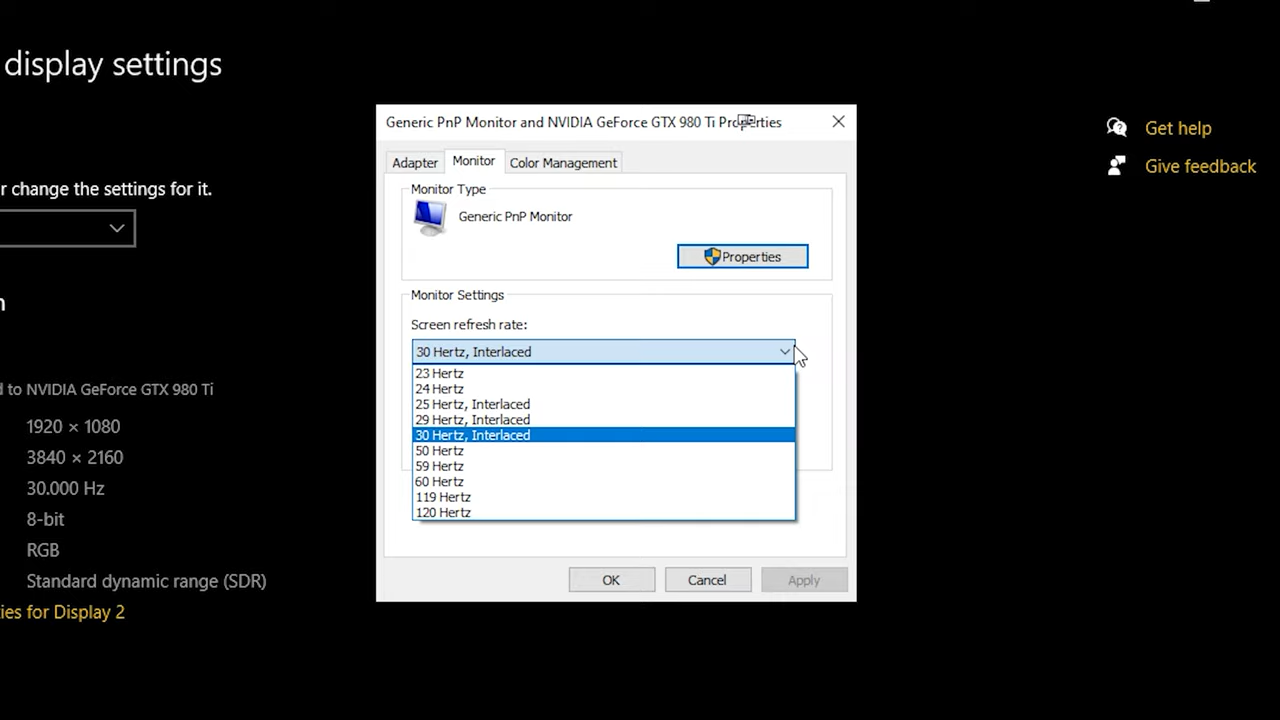 display settings
r change the settings for it.
n
d to NVIDIA GeForce GTX 980 Ti
1920 × 1080
3840 × 2160
30.000 Hz
8-bit
RGB
Standard dynamic range (SDR)
ies for Display 2
Generic PnP Monitor and NVIDIA GeForce GTX 980 Ti Properties
Adapter Monitor Color Management
Monitor Type
Generic PnP Monitor
Properties
Monitor Settings
Screen refresh rate:
30 Hertz, Interlaced
23 Hertz
24 Hertz
25 Hertz, Interlaced
29 Hertz, Interlaced
30 Hertz, Interlaced
50 Hertz
59 Hertz
60 Hertz
119 Hertz
120 Hertz
OK Cancel Apply
Get help
Give feedback